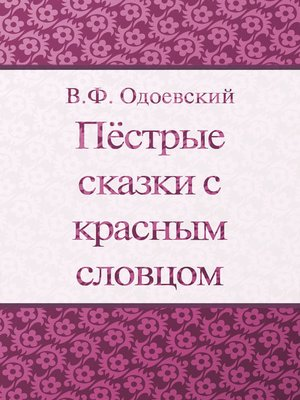 В.Ф. Одоевский
Пёстрые
сказки с
красным
словцом